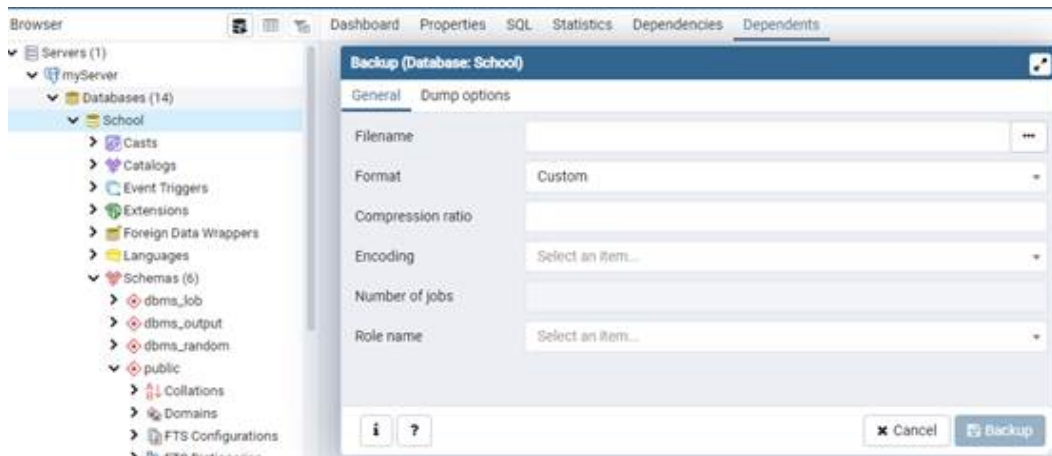 Browser
Dashboard Properties SQL Statistics Dependencies Dependents
Servers (1)
myServer
Databases (14)
School
Casts
Catalogs
Event Triggers
Extensions
Foreign Data Wrappers
Languages
Schemas (6)
dbms_lob
dbms_output
dbms_random
public
Collations
Domains
FTS Configurations
Backup (Database: School)
General Dump options
Filename
Format Custom
Compression ratio
Encoding Select an item...
Number of jobs
Role name Select an item...
i ?
Cancel Backup